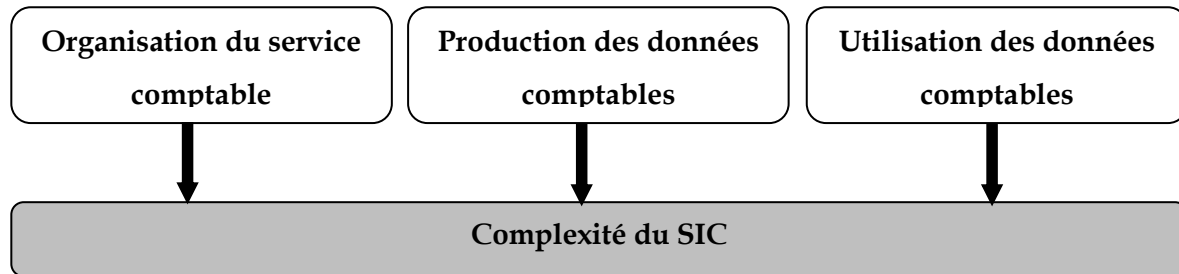 Organisation du service
comptable
Production des données
comptables
Utilisation des données
comptables
Complexité du SIC